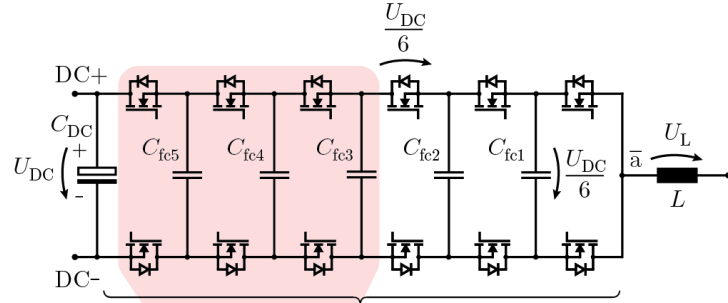 U_DC/6
DC+
C_DC
+
U_DC
-
C_fc5
C_fc4
C_fc3
C_fc2
C_fc1
U_DC/6
a̅
U_L
L
DC-